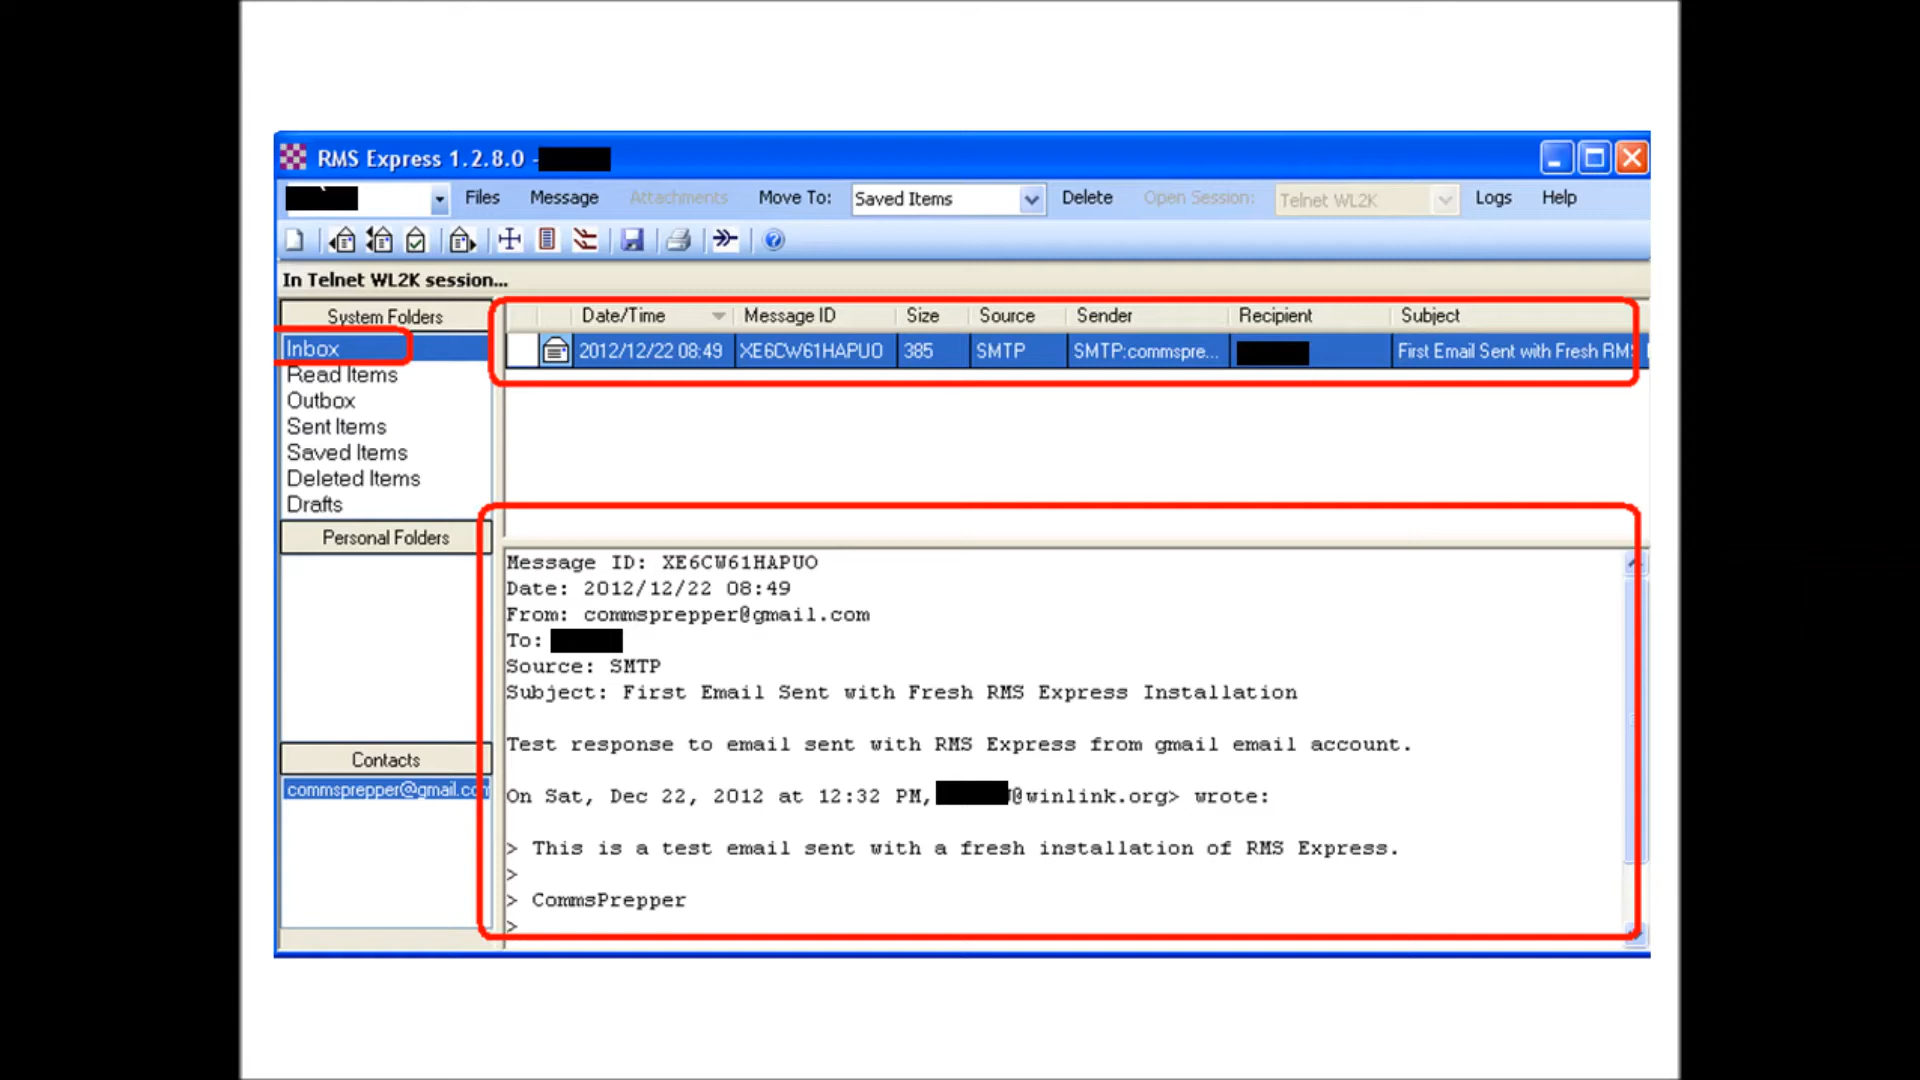 RMS Express 1.2.8.0 -
Files Message Attachments Move To: Saved Items Delete Open Session: Telnet WL2K Logs Help
In Telnet WL2K session...
System Folders
Inbox
Read Items
Outbox
Sent Items
Saved Items
Deleted Items
Drafts
Personal Folders
Contacts
commsprepper@gmail.com
Date/Time Message ID Size Source Sender Recipient Subject
2012/12/22 08:49 XE6CW61HAPUO 385 SMTP SMTP:commspre... First Email Sent with Fresh RMS
Message ID: XE6CW61HAPUO
Date: 2012/12/22 08:49
From: commsprepper@gmail.com
To:
Source: SMTP
Subject: First Email Sent with Fresh RMS Express Installation
Test response to email sent with RMS Express from gmail email account.
On Sat, Dec 22, 2012 at 12:32 PM, @winlink.org> wrote:
> This is a test email sent with a fresh installation of RMS Express.
>
> CommsPrepper
>